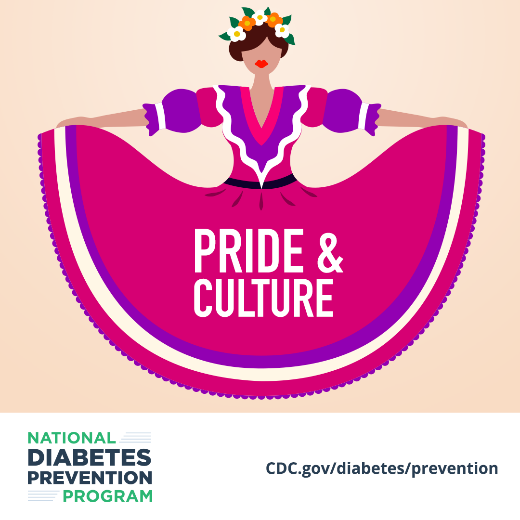 PRIDE &
CULTURE
NATIONAL
DIABETES
PREVENTION
PROGRAM
CDC.gov/diabetes/prevention